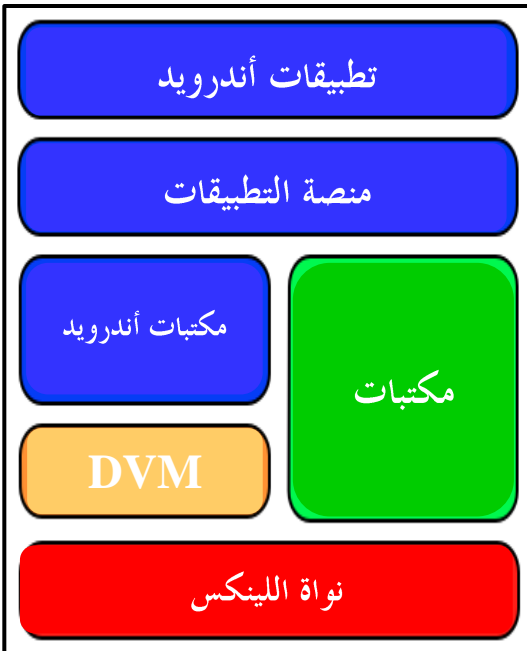 تطبيقات أندرويد
منصة التطبيقات
مكتبات أندرويد
مكتبات
DVM
نواة اللينكس